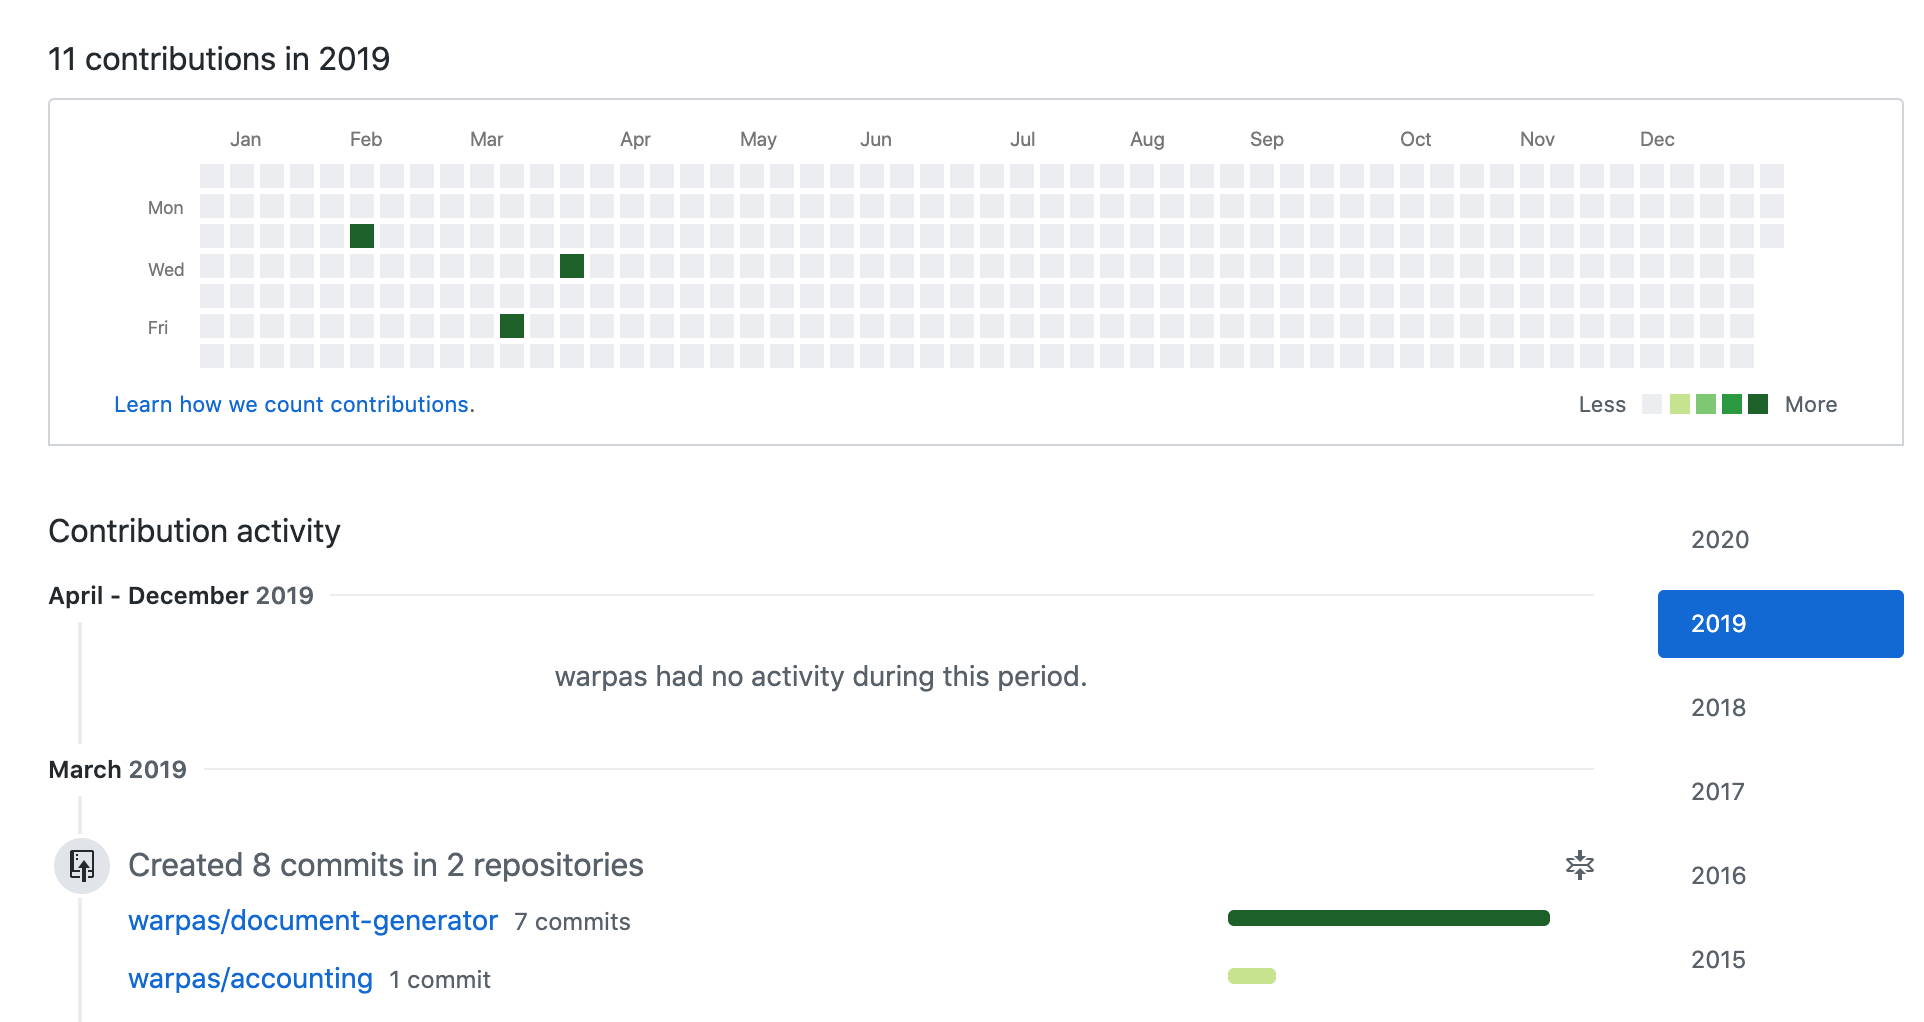 11 contributions in 2019
Jan Feb Mar Apr May Jun Jul Aug Sep Oct Nov Dec
Mon
Wed
Fri
Learn how we count contributions.
Less More
Contribution activity
2020
April - December 2019
2019
warpas had no activity during this period.
2018
March 2019
2017
Created 8 commits in 2 repositories
2016
warpas/document-generator 7 commits
2015
warpas/accounting 1 commit